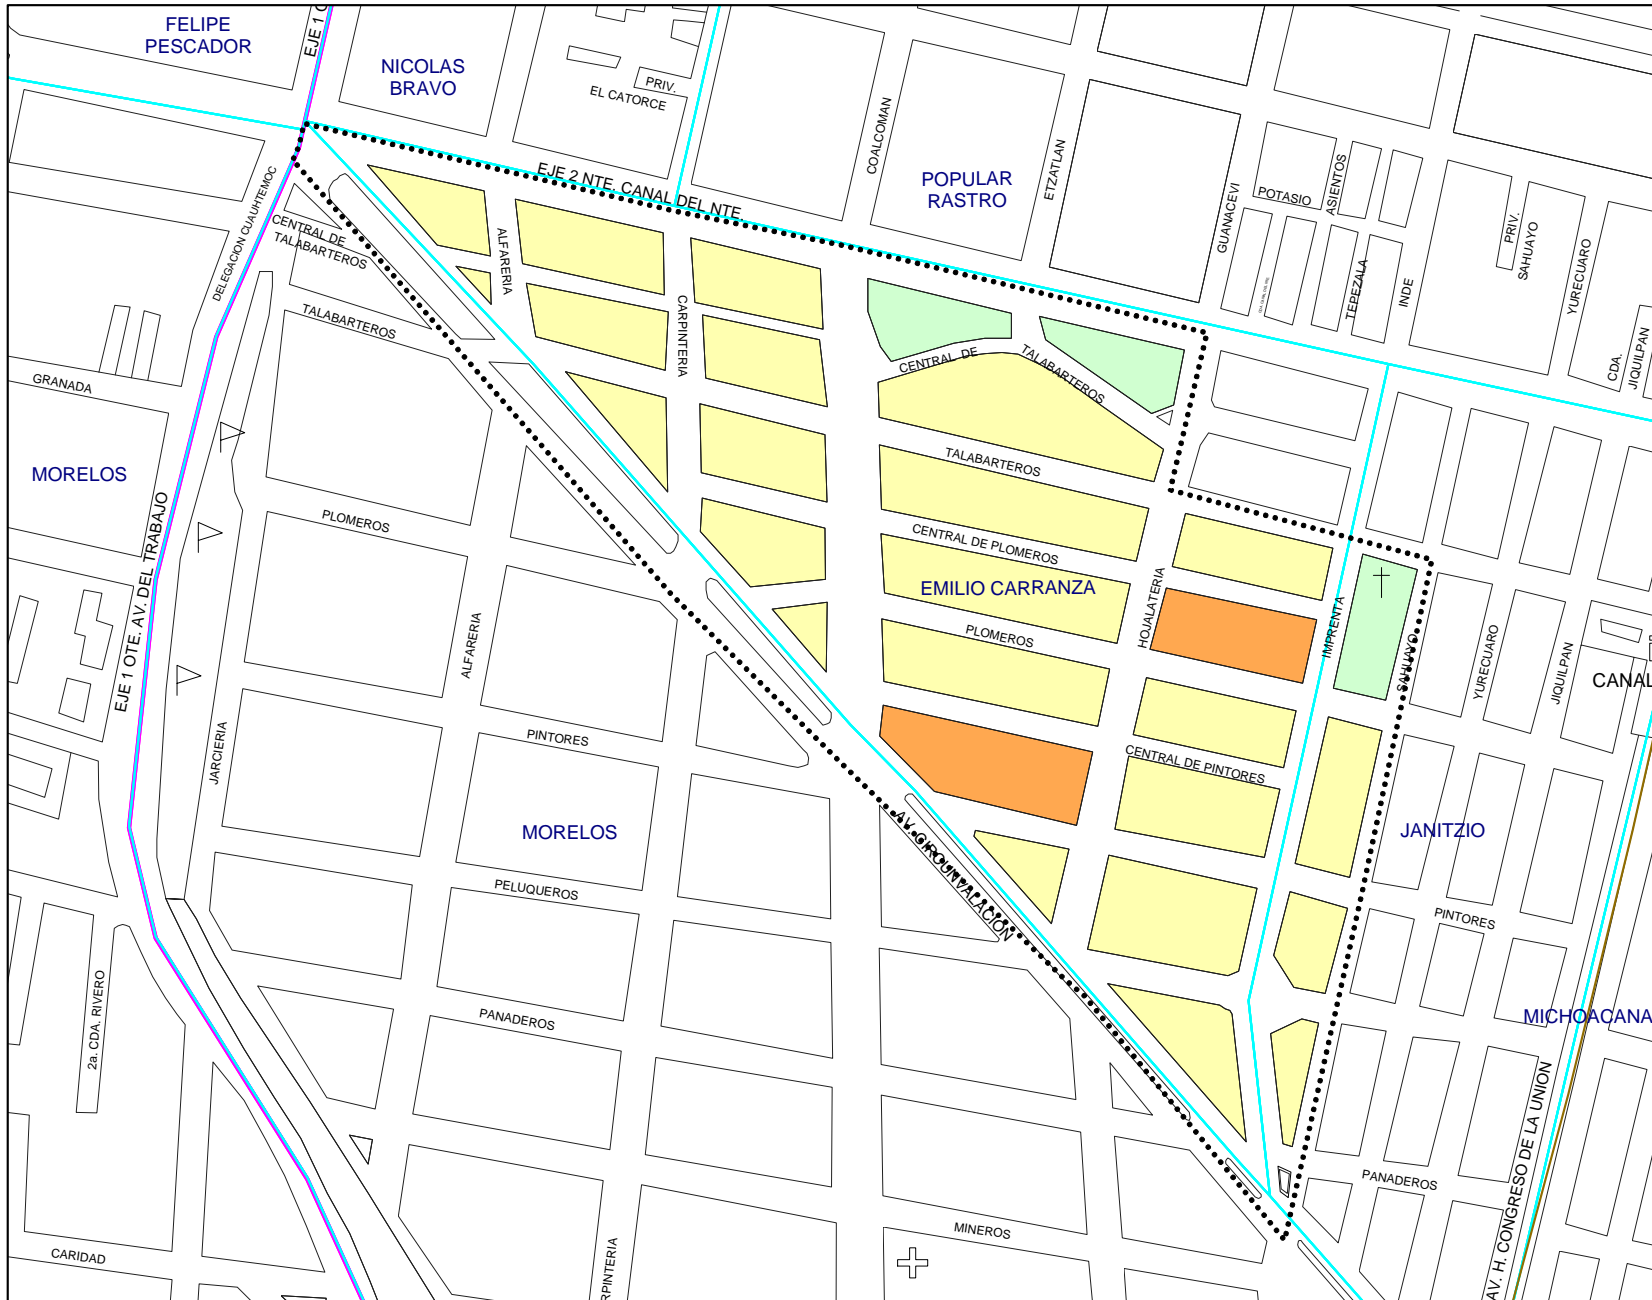 FELIPE
PESCADOR
EJE 1 O
NICOLAS
BRAVO
PRIV.
EL CATORCE
COALCOMAN
ETZATLAN
POPULAR
RASTRO
EJE 2 NTE. CANAL DEL NTE.
GUANACEVI
POTASIO
ASIENTOS
TEPEZALA
INDE
PRIV.
SAHUAYO
YURECUARO
CDA.
JIQUILPAN
DELEGACION CUAUHTEMOC
CENTRAL DE
TALABARTEROS
TALABARTEROS
ALFARERIA
CARPINTERIA
CENTRAL DE
TALABARTEROS
GRANADA
MORELOS
PLOMEROS
TALABARTEROS
CENTRAL DE PLOMEROS
EMILIO CARRANZA
PLOMEROS
HOJALATERIA
IMPRENTA
SAHUAYO
YURECUARO
JIQUILPAN
CANAL
EJE 1 OTE. AV. DEL TRABAJO
ALFARERIA
JARCIERIA
PINTORES
CENTRAL DE PINTORES
MORELOS
JANITZIO
AV. CIRCUNVALACION
PELUQUEROS
PINTORES
2a. CDA. RIVERO
PANADEROS
MICHOACANA
AV. H. CONGRESO DE LA UNION
PANADEROS
MINEROS
CARIDAD
RPINTERIA